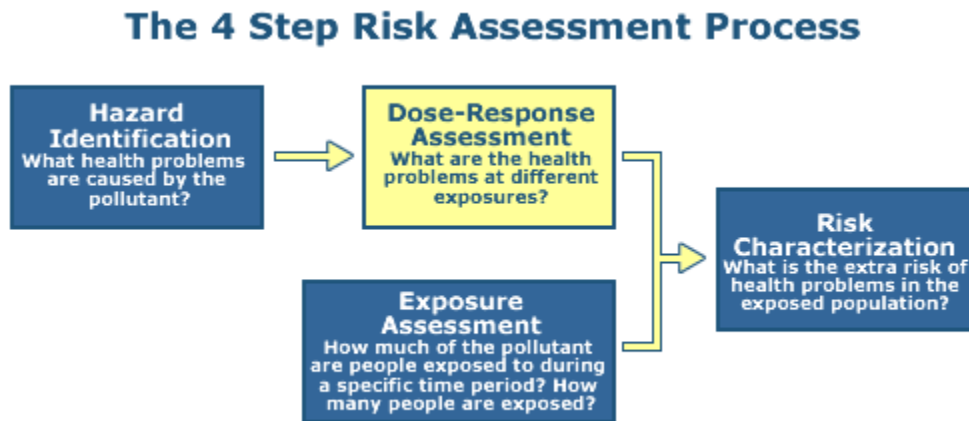 The 4 Step Risk Assessment Process
Hazard
Identification
What health problems
are caused by the
pollutant?
Dose-Response
Assessment
What are the health
problems at different
exposures?
Exposure
Assessment
How much of the pollutant
are people exposed to during
a specific time period? How
many people are exposed?
Risk
Characterization
What is the extra risk of
health problems in the
exposed population?